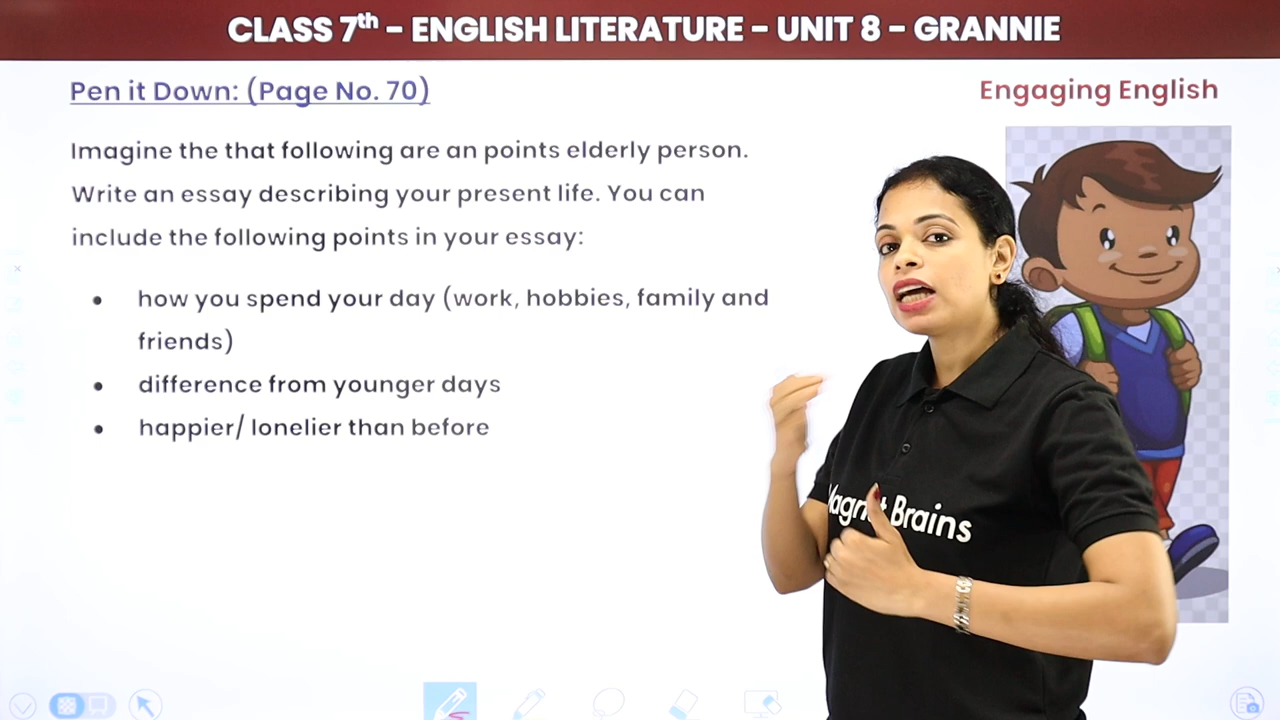 CLASS 7th - ENGLISH LITERATURE - UNIT 8 - GRANNIE
Pen it Down: (Page No. 70)
Engaging English
Imagine the that following are an points elderly person.
Write an essay describing your present life. You can
include the following points in your essay:
• how you spend your day (work, hobbies, family and
friends)
• difference from younger days
• happier/ lonelier than before
Magnet Brains